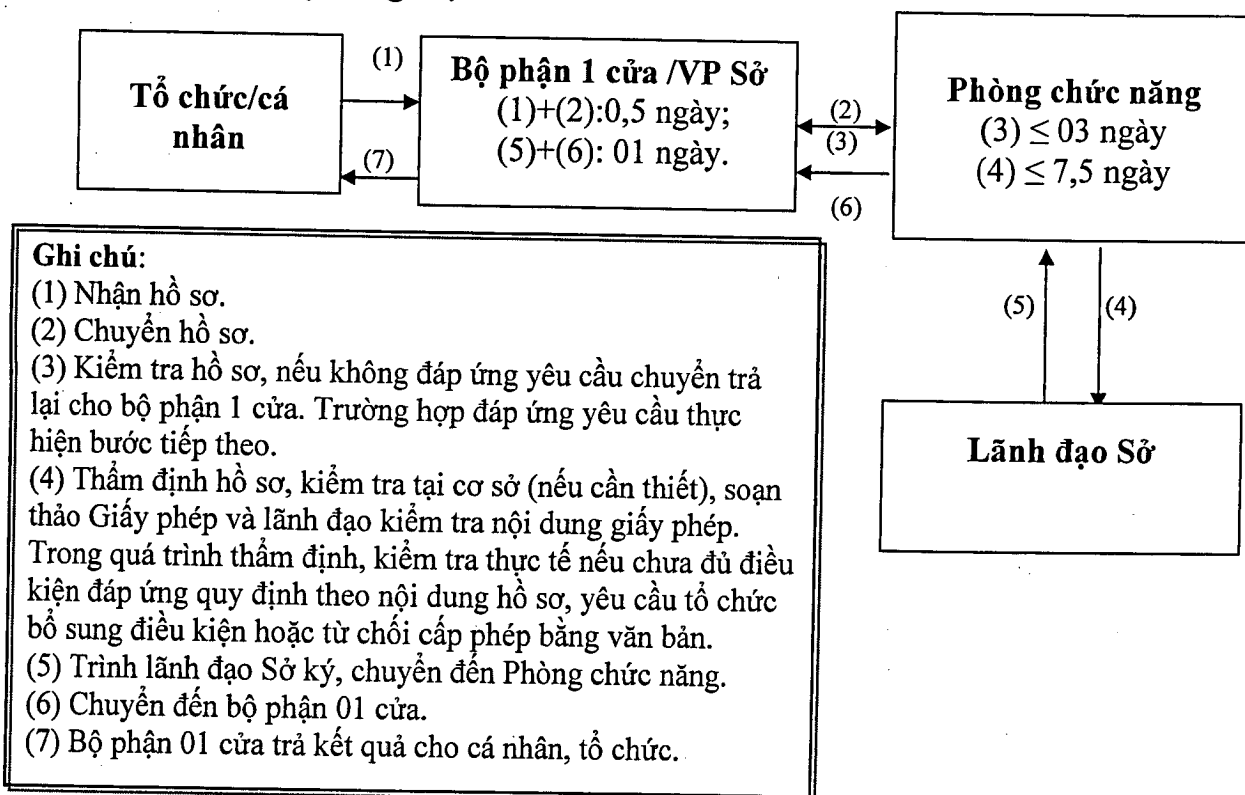 Tổ chức/cá
nhân
(1)
(7)
Bộ phận 1 cửa /VP Sở
(1)+(2):0,5 ngày;
(5)+(6): 01 ngày.
(2)
(3)
(6)
Phòng chức năng
(3) ≤ 03 ngày
(4) ≤ 7,5 ngày
(5)
(4)
Lãnh đạo Sở
Ghi chú:
(1) Nhận hồ sơ.
(2) Chuyển hồ sơ.
(3) Kiểm tra hồ sơ, nếu không đáp ứng yêu cầu chuyển trả
lại cho bộ phận 1 cửa. Trường hợp đáp ứng yêu cầu thực
hiện bước tiếp theo.
(4) Thẩm định hồ sơ, kiểm tra tại cơ sở (nếu cần thiết), soạn
thảo Giấy phép và lãnh đạo kiểm tra nội dung giấy phép.
Trong quá trình thẩm định, kiểm tra thực tế nếu chưa đủ điều
kiện đáp ứng quy định theo nội dung hồ sơ, yêu cầu tổ chức
bổ sung điều kiện hoặc từ chối cấp phép bằng văn bản.
(5) Trình lãnh đạo Sở ký, chuyển đến Phòng chức năng.
(6) Chuyển đến bộ phận 01 cửa.
(7) Bộ phận 01 cửa trả kết quả cho cá nhân, tổ chức.